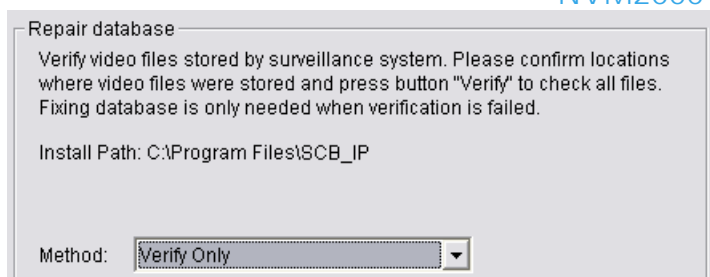 Repair database
Verify video files stored by surveillance system. Please confirm locations
where video files were stored and press button "Verify" to check all files.
Fixing database is only needed when verification is failed.
Install Path: C:\Program Files\SCB_IP
Method: Verify Only